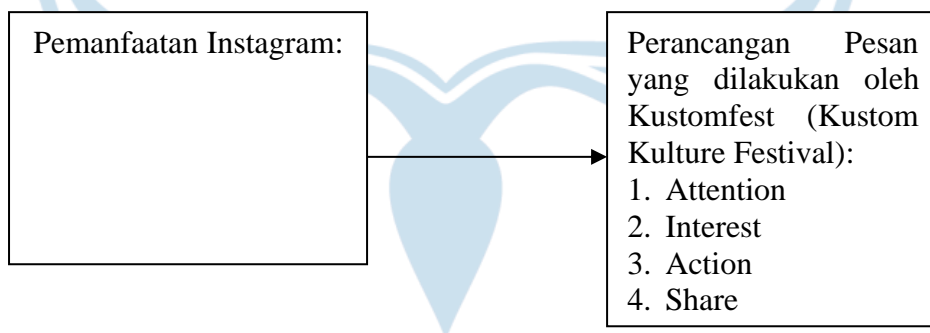 Pemanfaatan Instagram:
Perancangan Pesan
yang dilakukan oleh
Kustomfest (Kustom
Kulture Festival):
1. Attention
2. Interest
3. Action
4. Share